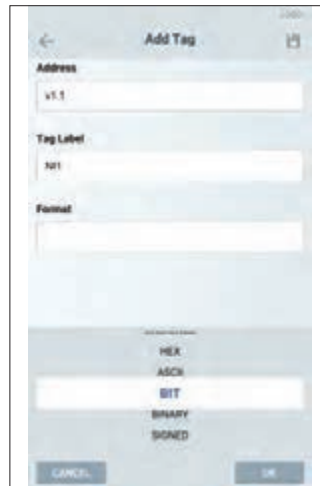 Add Tag
Address
v1.1
Tag Label
Format
HEX
ASCII
BIT
BINARY
SIGNED
CANCEL
OK